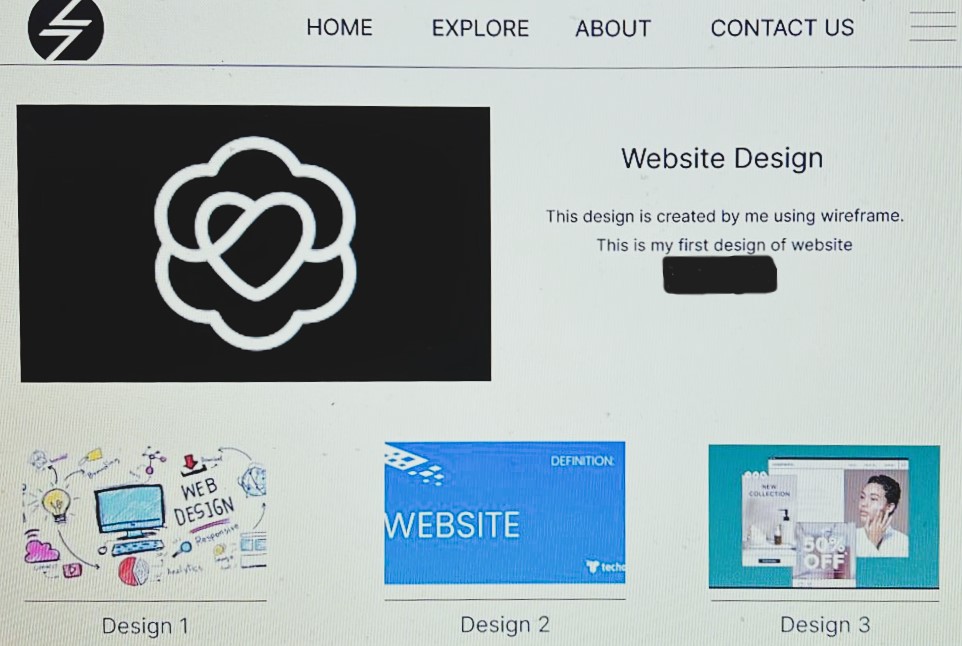 HOME EXPLORE ABOUT CONTACT US
Website Design
This design is created by me using wireframe.
This is my first design of website
Branding
WEB
DESIGN
Responsive
Analytics
DEFINITION:
WEBSITE
NEW
COLLECTION
50%
OFF
Design 1 Design 2 Design 3